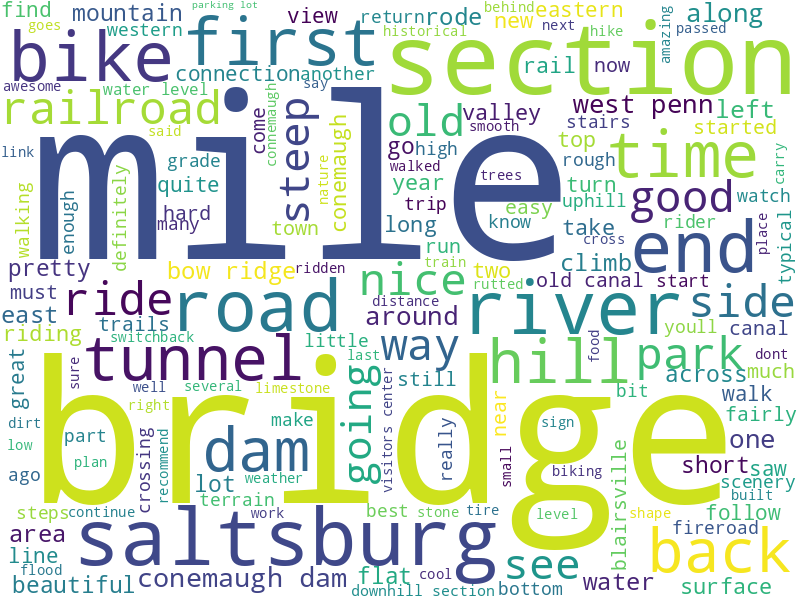 find
mountain
goes
parking lot
view
return
rode
behind
new
eastern
along
bike
western
first
historical
next
hike
amazing
passed
connection
another
section
rail
now
awesome
water level
say
railroad
mile
come
connemaugh
old
valley
west penn
left
link
said
steep
nature
conemaugh
go
high
smooth
stairs
started
top
time
rough
grade
walked
trees
carry
walking
enough
quite
definitely
year
turn
good
watch
hard
many
trip
easy
uphill
rider
typical
town
long
know
take
place
run
cross
end
pretty
bow ridge
ridden
train
two
climb
nice
rutted
old canal
start
must
ride
road
distance
river
side
east
trails
around
youll
canal
riding
switchback
little
way
hill
park
food
dont
tunnel
last
across
much
great
sure
well
several
limestone
still
bit
walk
bridge
right
going
visitors center
near
fairly
dirt
part
crossing
recommend
dam
make
really
sign
one
low
plan
small
biking
blairsville
short
saw
ago
lot
weather
scenery
terrain
built
steps
continue
work
best
stone
tire
level
shape
follow
area
saltsburg
fireroad
line
see
back
flood
cool
beautiful
conemaugh dam
flat
downhill section
bottom
water
surface